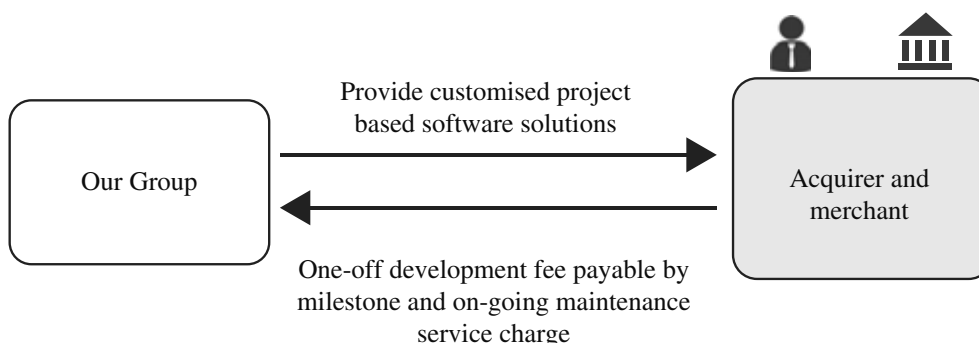 Provide customised project
based software solutions
Our Group
Acquirer and
merchant
One-off development fee payable by
milestone and on-going maintenance
service charge